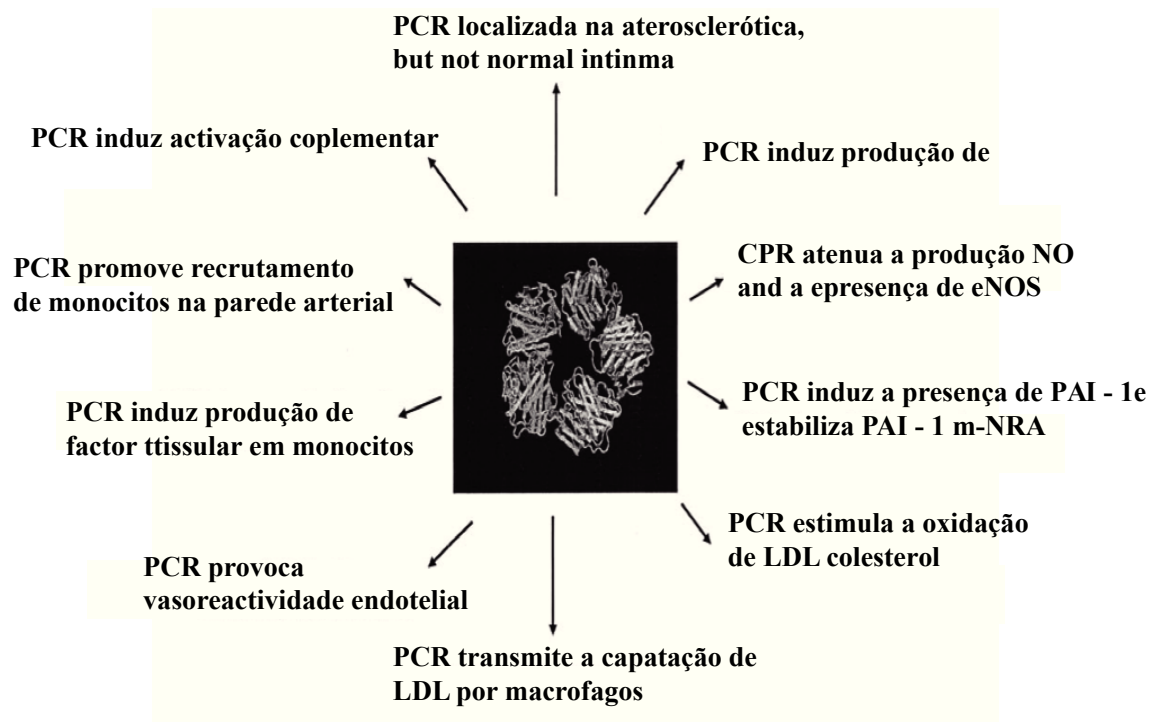 PCR localizada na aterosclerótica,
but not normal intinma
PCR induz activação coplementar
PCR induz produção de
PCR promove recrutamento
de monocitos na parede arterial
CPR atenua a produção NO
and a epresença de eNOS
PCR induz produção de
factor ttissular em monocitos
PCR induz a presença de PAI - 1e
estabiliza PAI - 1 m-NRA
PCR estimula a oxidação
de LDL colesterol
PCR provoca
vasoreactividade endotelial
PCR transmite a capatação de
LDL por macrofagos